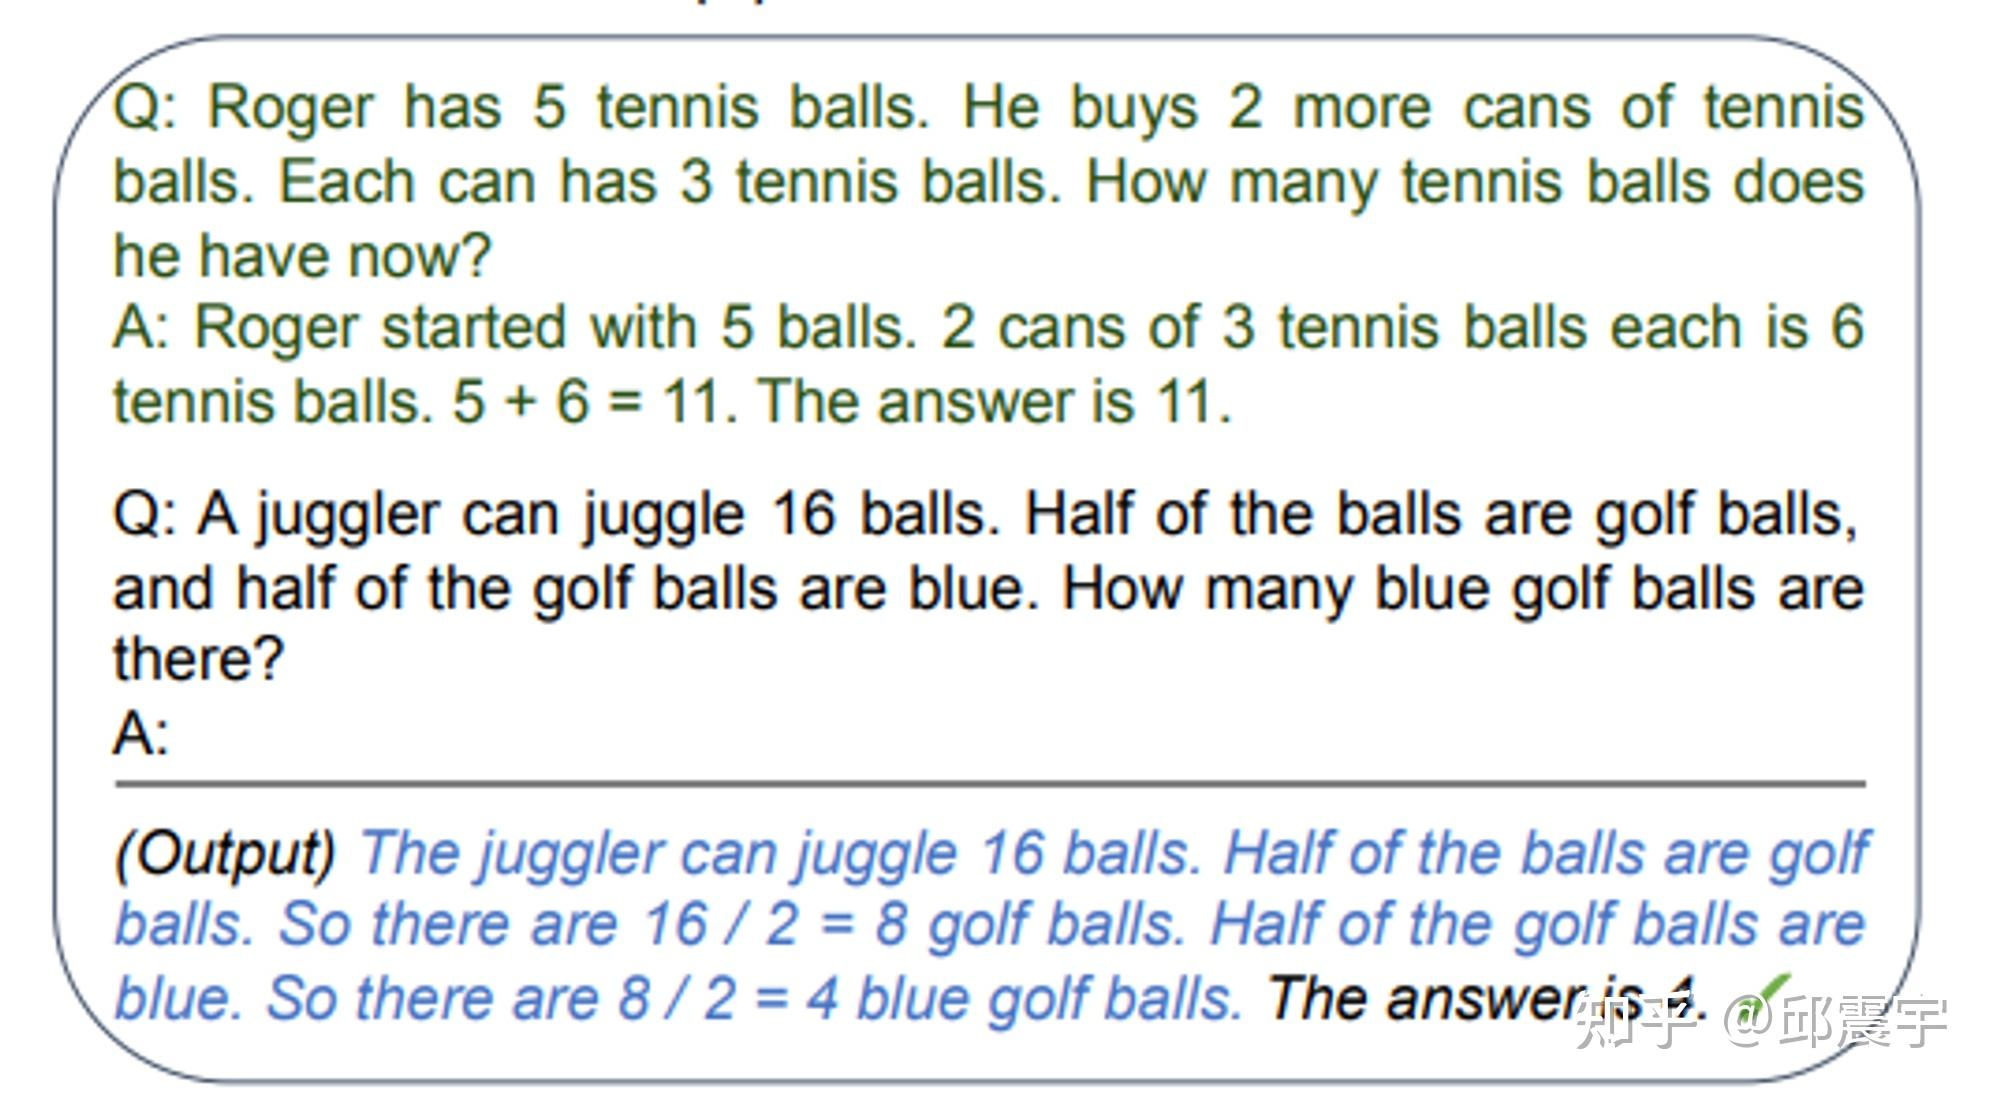 Q: Roger has 5 tennis balls. He buys 2 more cans of tennis
balls. Each can has 3 tennis balls. How many tennis balls does
he have now?
A: Roger started with 5 balls. 2 cans of 3 tennis balls each is 6
tennis balls. 5 + 6 = 11. The answer is 11.
Q: A juggler can juggle 16 balls. Half of the balls are golf balls,
and half of the golf balls are blue. How many blue golf balls are
there?
A:
(Output) The juggler can juggle 16 balls. Half of the balls are golf
balls. So there are 16 / 2 = 8 golf balls. Half of the golf balls are
blue. So there are 8 / 2 = 4 blue golf balls. The answer is 4.
知乎 @邱震宇